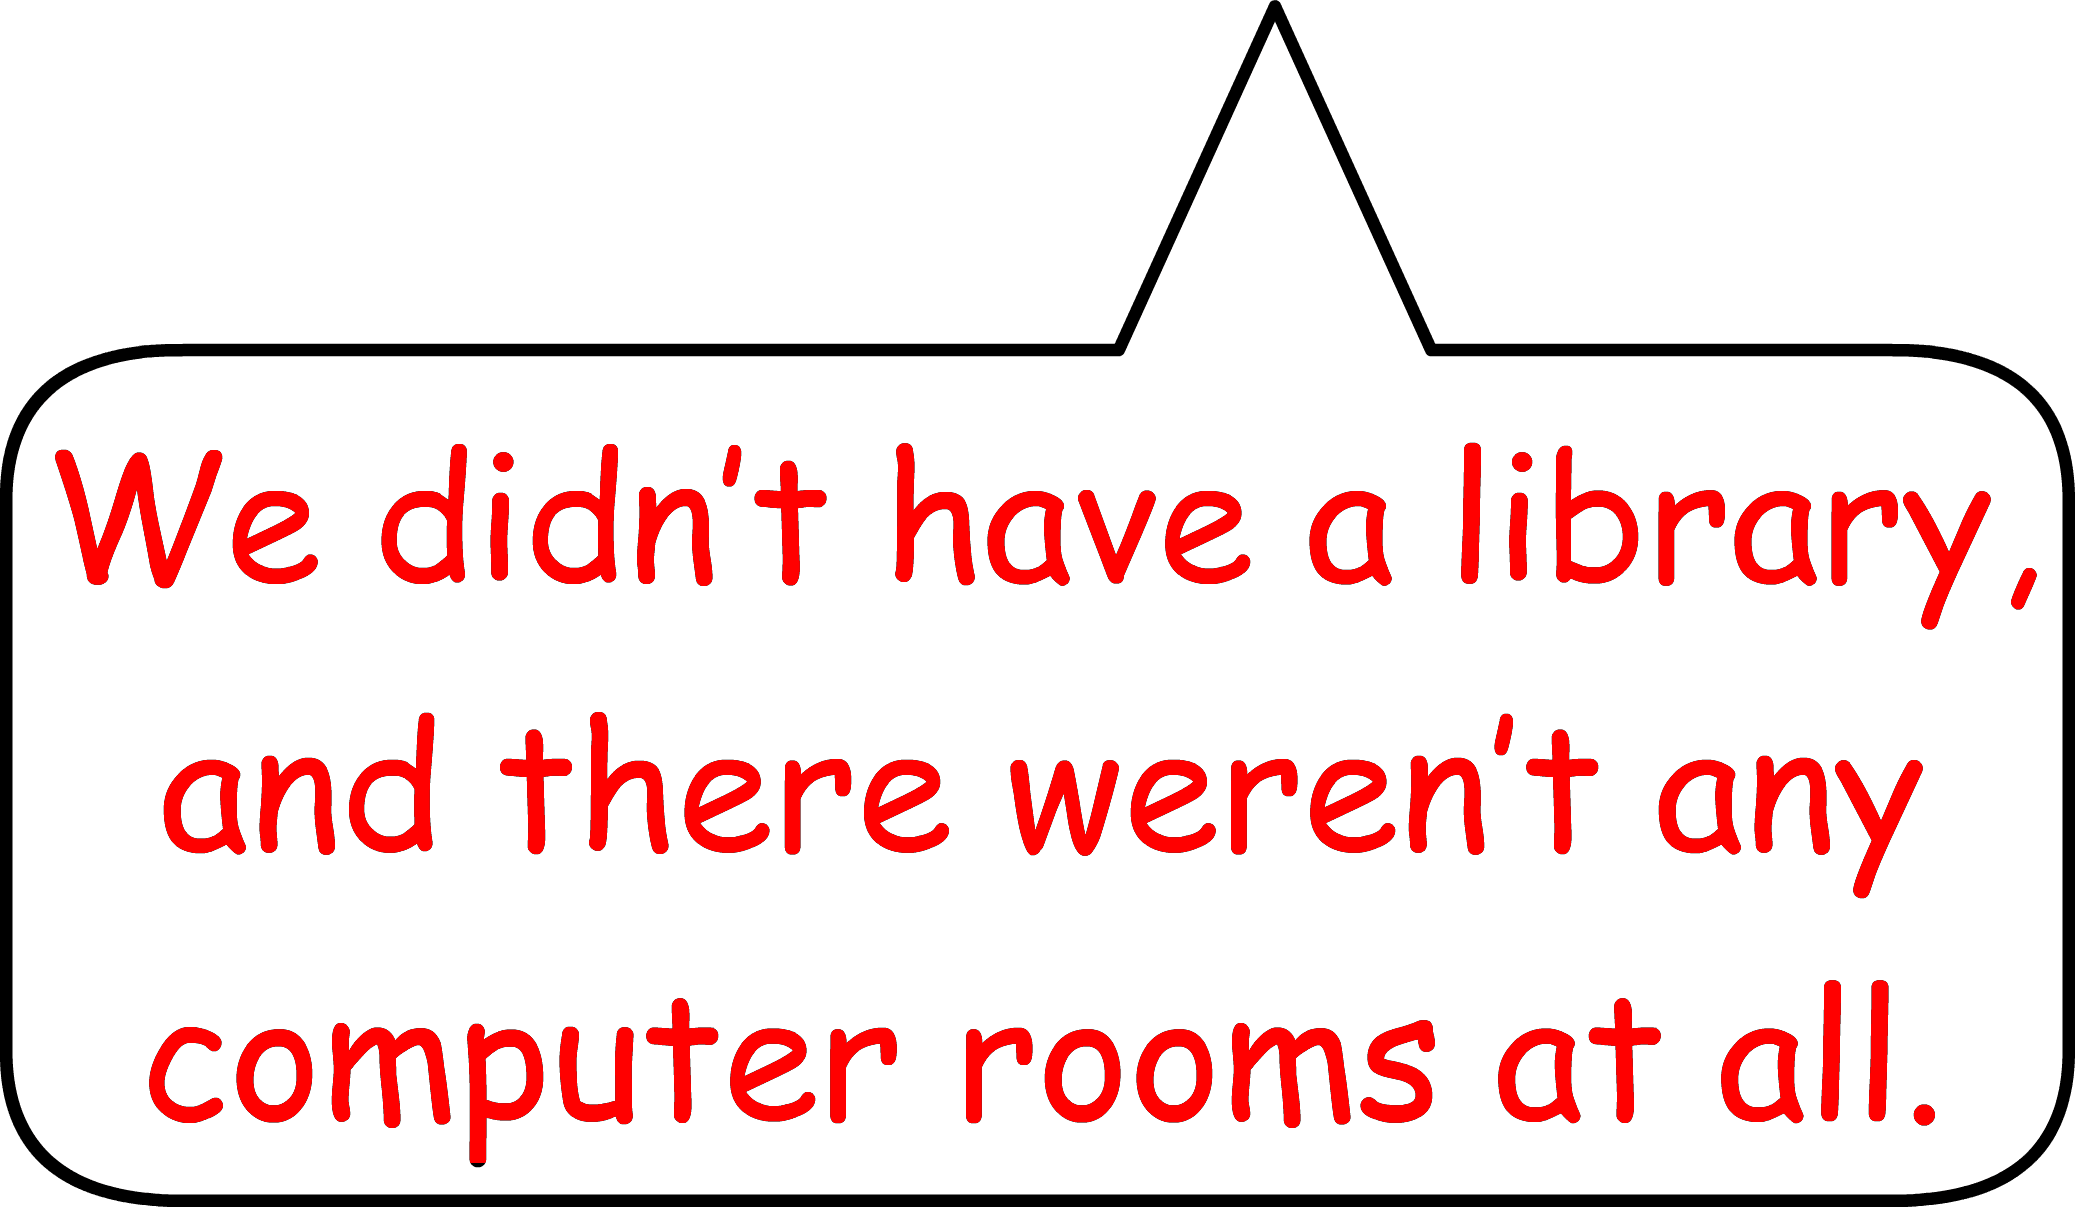 We didn’t have a library,
and there weren’t any
computer rooms at all.